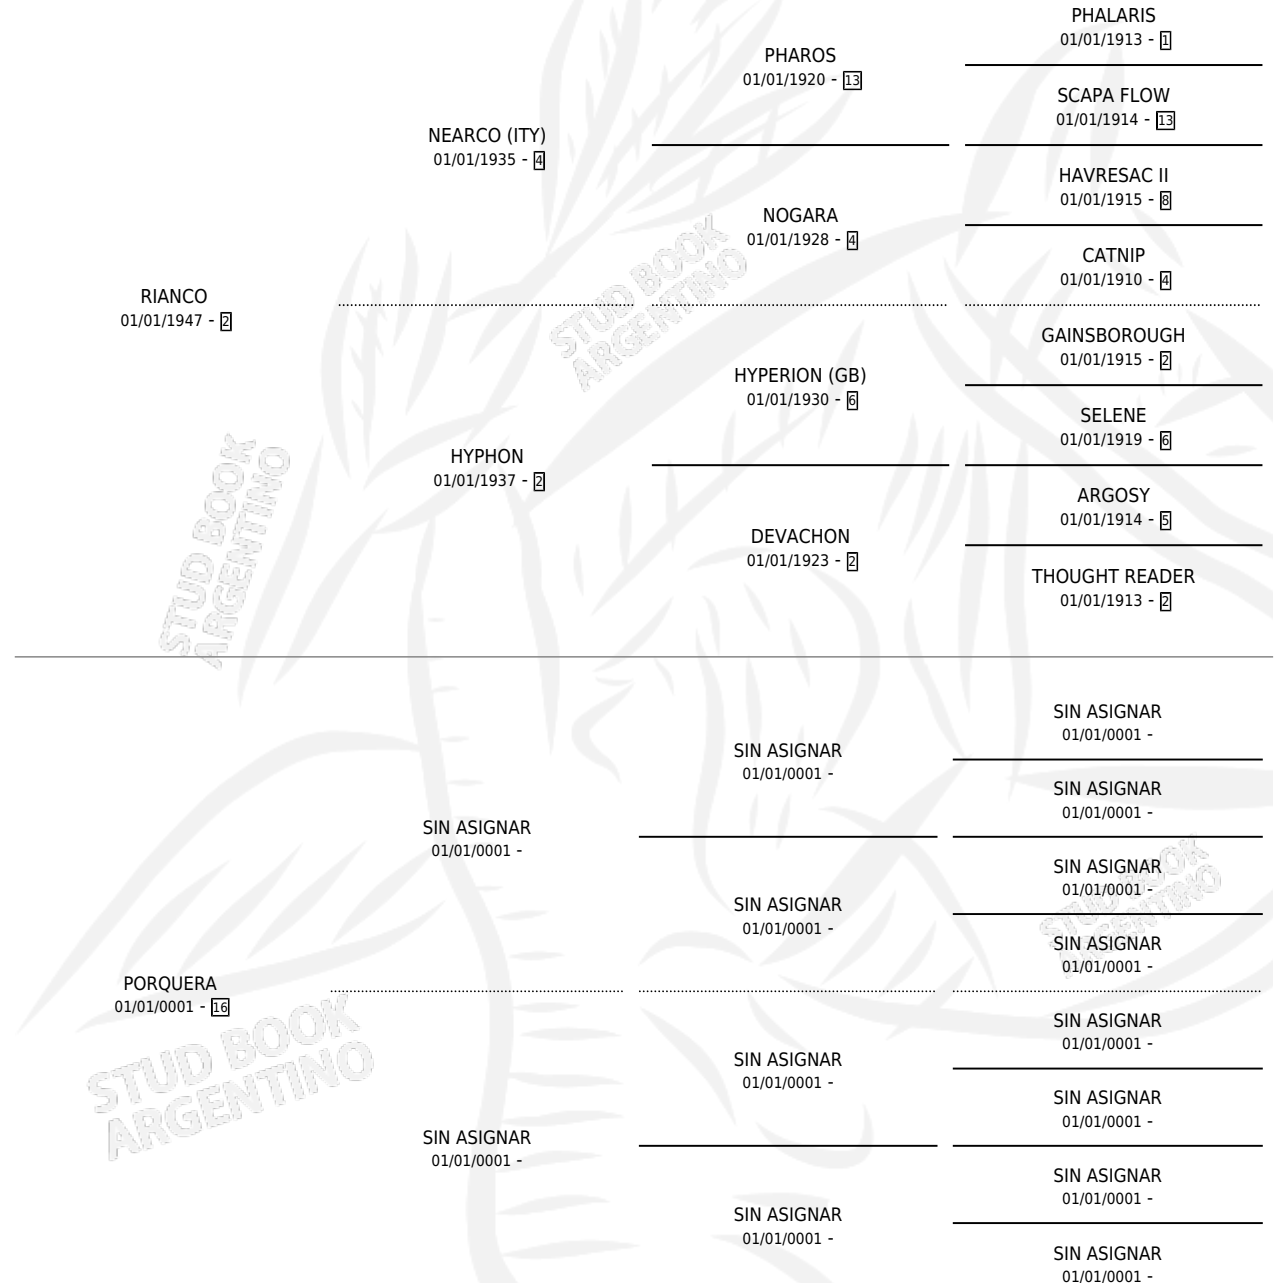 PHALARIS
01/01/1913 - 1
PHAROS
01/01/1920 - 13
SCAPA FLOW
01/01/1914 - 13
NEARCO (ITY)
01/01/1935 - 4
HAVRESAC II
01/01/1915 - 8
NOGARA
01/01/1928 - 4
CATNIP
01/01/1910 - 4
RIANCO
01/01/1947 - 2
GAINSBOROUGH
01/01/1915 - 2
HYPERION (GB)
01/01/1930 - 6
SELENE
01/01/1919 - 6
HYPHON
01/01/1937 - 2
ARGOSY
01/01/1914 - 5
DEVACHON
01/01/1923 - 2
THOUGHT READER
01/01/1913 - 2
STUD BOOK
ARGENTINO
STUD BOOK
ARGENTINO
SIN ASIGNAR
01/01/0001 -
SIN ASIGNAR
01/01/0001 -
SIN ASIGNAR
01/01/0001 -
SIN ASIGNAR
01/01/0001 -
SIN ASIGNAR
01/01/0001 -
SIN ASIGNAR
01/01/0001 -
SIN ASIGNAR
01/01/0001 -
STUD BOOK
ARGENTINO
PORQUERA
01/01/0001 - 16
SIN ASIGNAR
01/01/0001 -
SIN ASIGNAR
01/01/0001 -
SIN ASIGNAR
01/01/0001 -
SIN ASIGNAR
01/01/0001 -
SIN ASIGNAR
01/01/0001 -
SIN ASIGNAR
01/01/0001 -
SIN ASIGNAR
01/01/0001 -
STUD BOOK
ARGENTINO